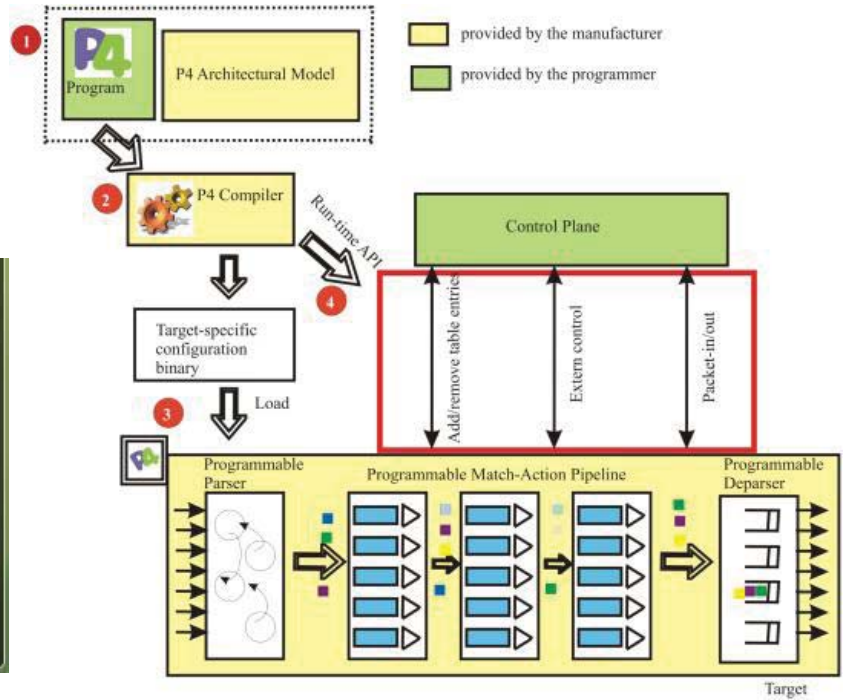 1
P4
Program
P4 Architectural Model
provided by the manufacturer
provided by the programmer
2
P4 Compiler
Run-time API
4
Control Plane
Target-specific
configuration
binary
Add/remove table entries
Extern control
Packet-in/out
3
Load
P4
Programmable
Parser
Programmable Match-Action Pipeline
Programmable
Deparser
Target